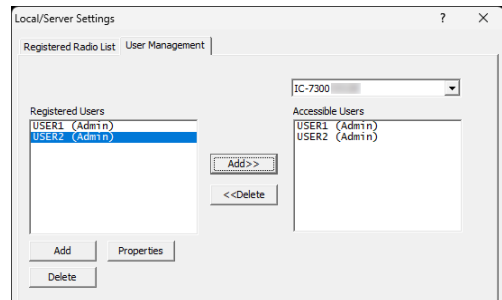 Local/Server Settings ? ×
Registered Radio List User Management
IC-7300
Registered Users Accessible Users
USER1 (Admin) USER1 (Admin)
USER2 (Admin) USER2 (Admin)
Add>>
<<Delete
Add Properties
Delete